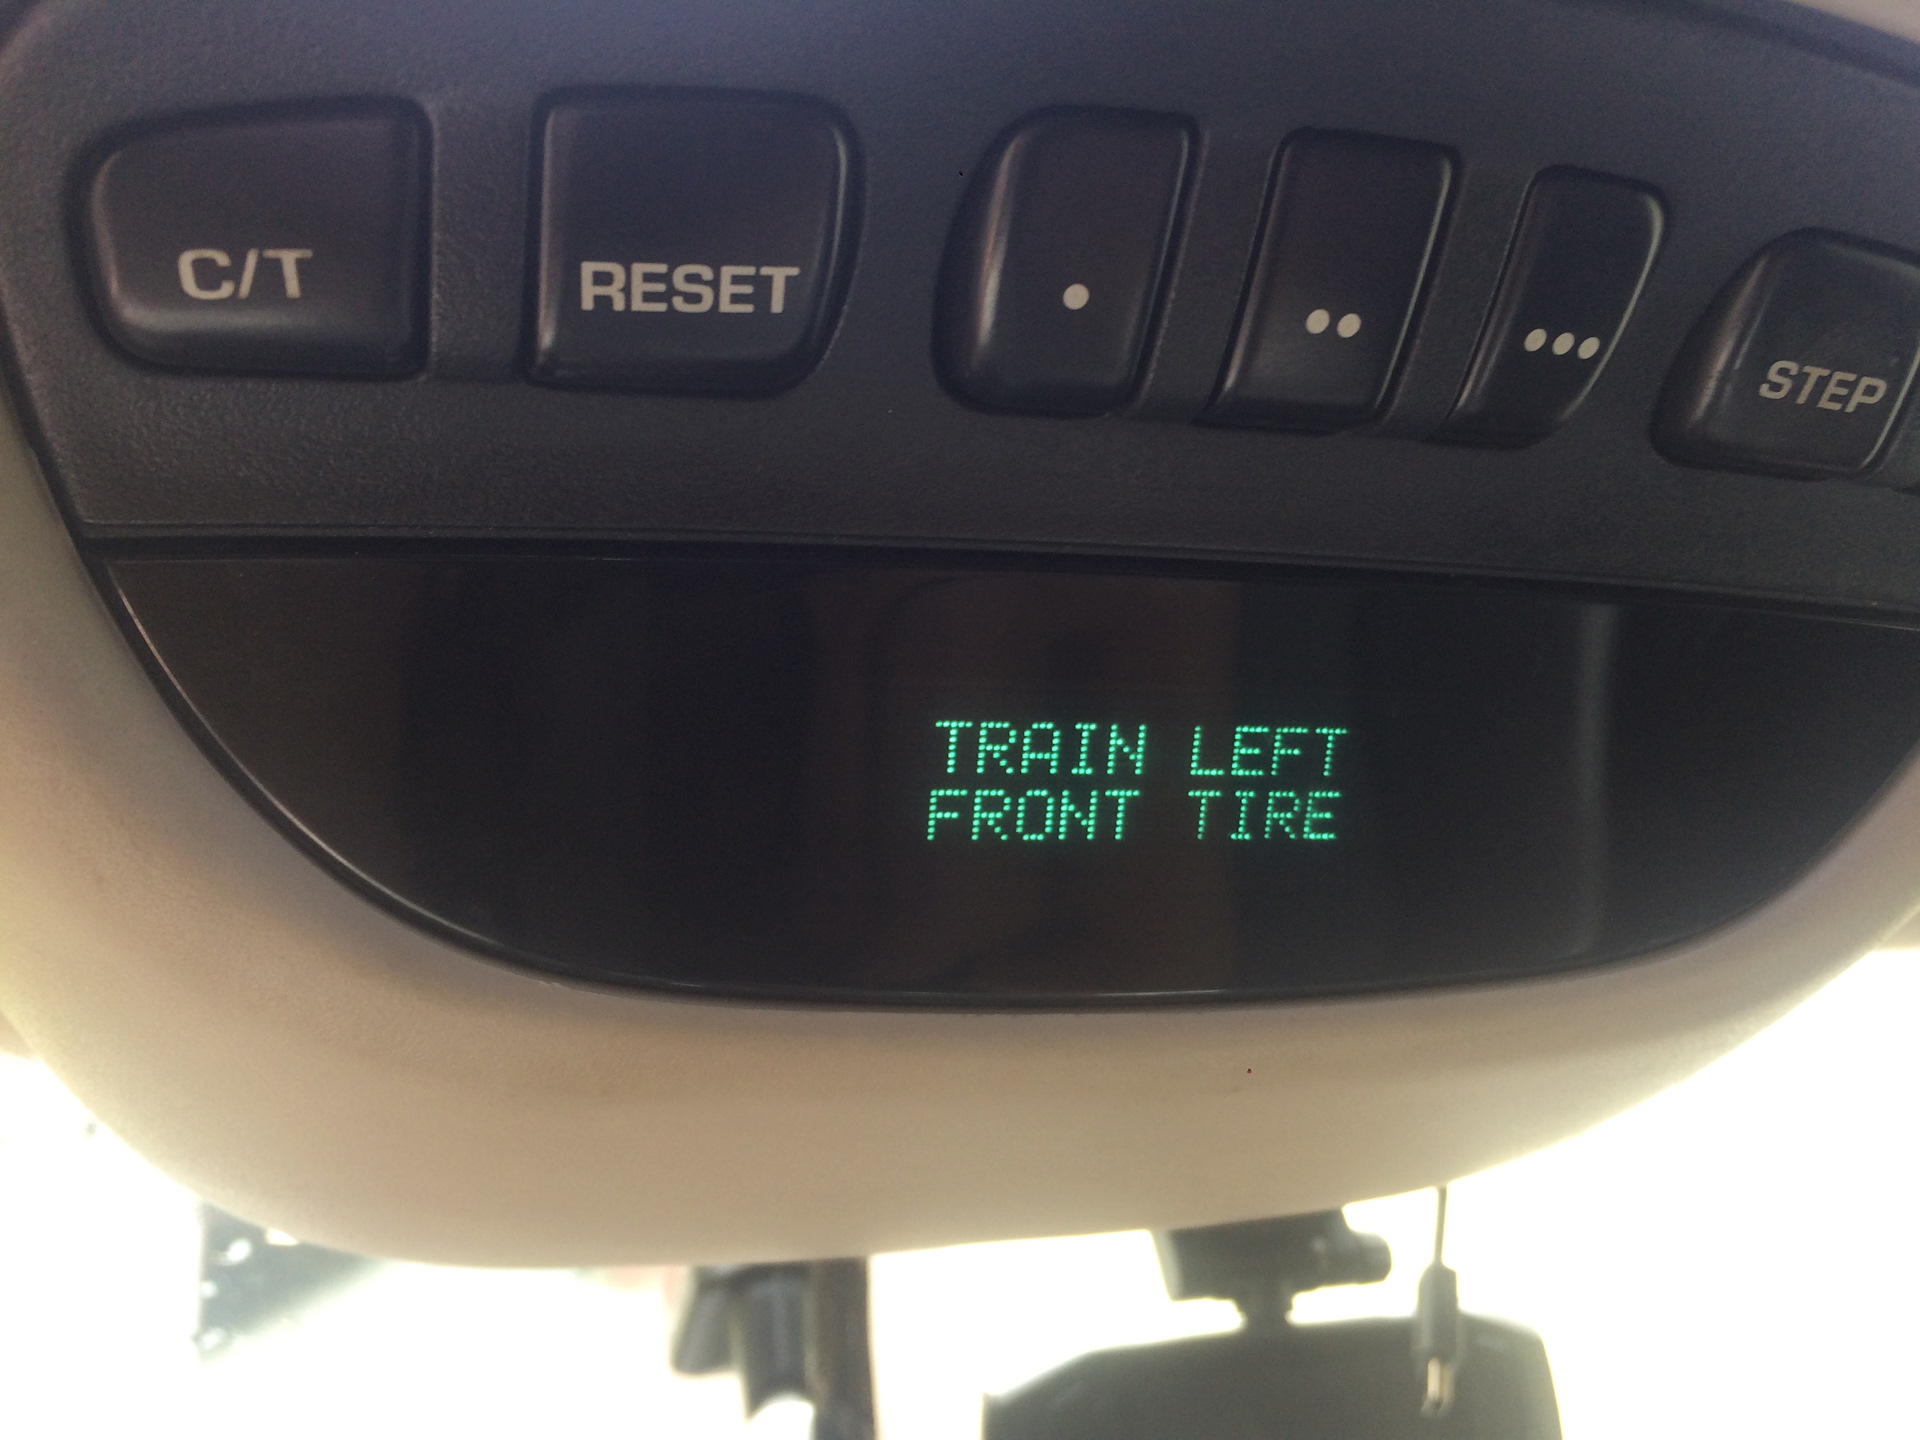 C/T
RESET
STEP
TRAIN LEFT
FRONT TIRE